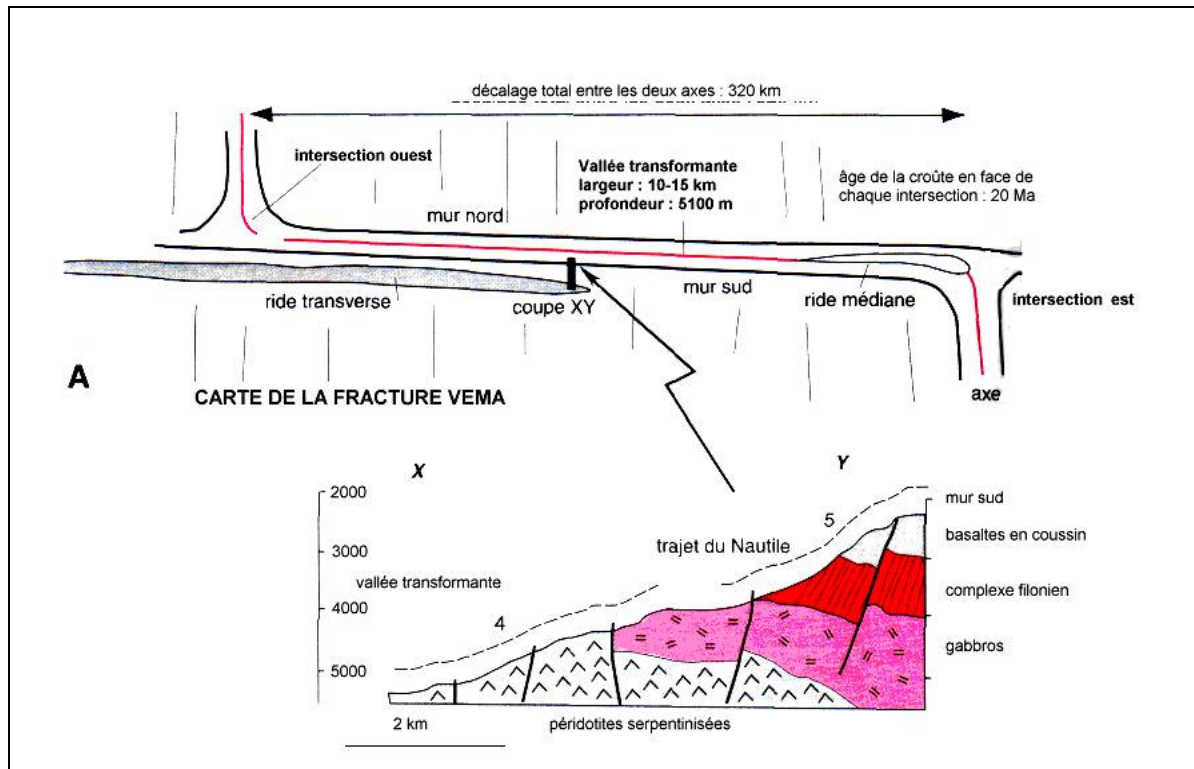 décalage total entre les deux axes : 320 km
intersection ouest
Vallée transformante
largeur : 10-15 km
profondeur : 5100 m
âge de la croûte en face de
chaque intersection : 20 Ma
mur nord
ride transverse
coupe XY
mur sud
ride médiane
intersection est
A
CARTE DE LA FRACTURE VEMA
axe
X
Y
2000
3000
4000
5000
vallée transformante
4
trajet du Nautile
5
mur sud
basaltes en coussin
complexe filonien
gabbros
2 km
péridotites serpentinisées